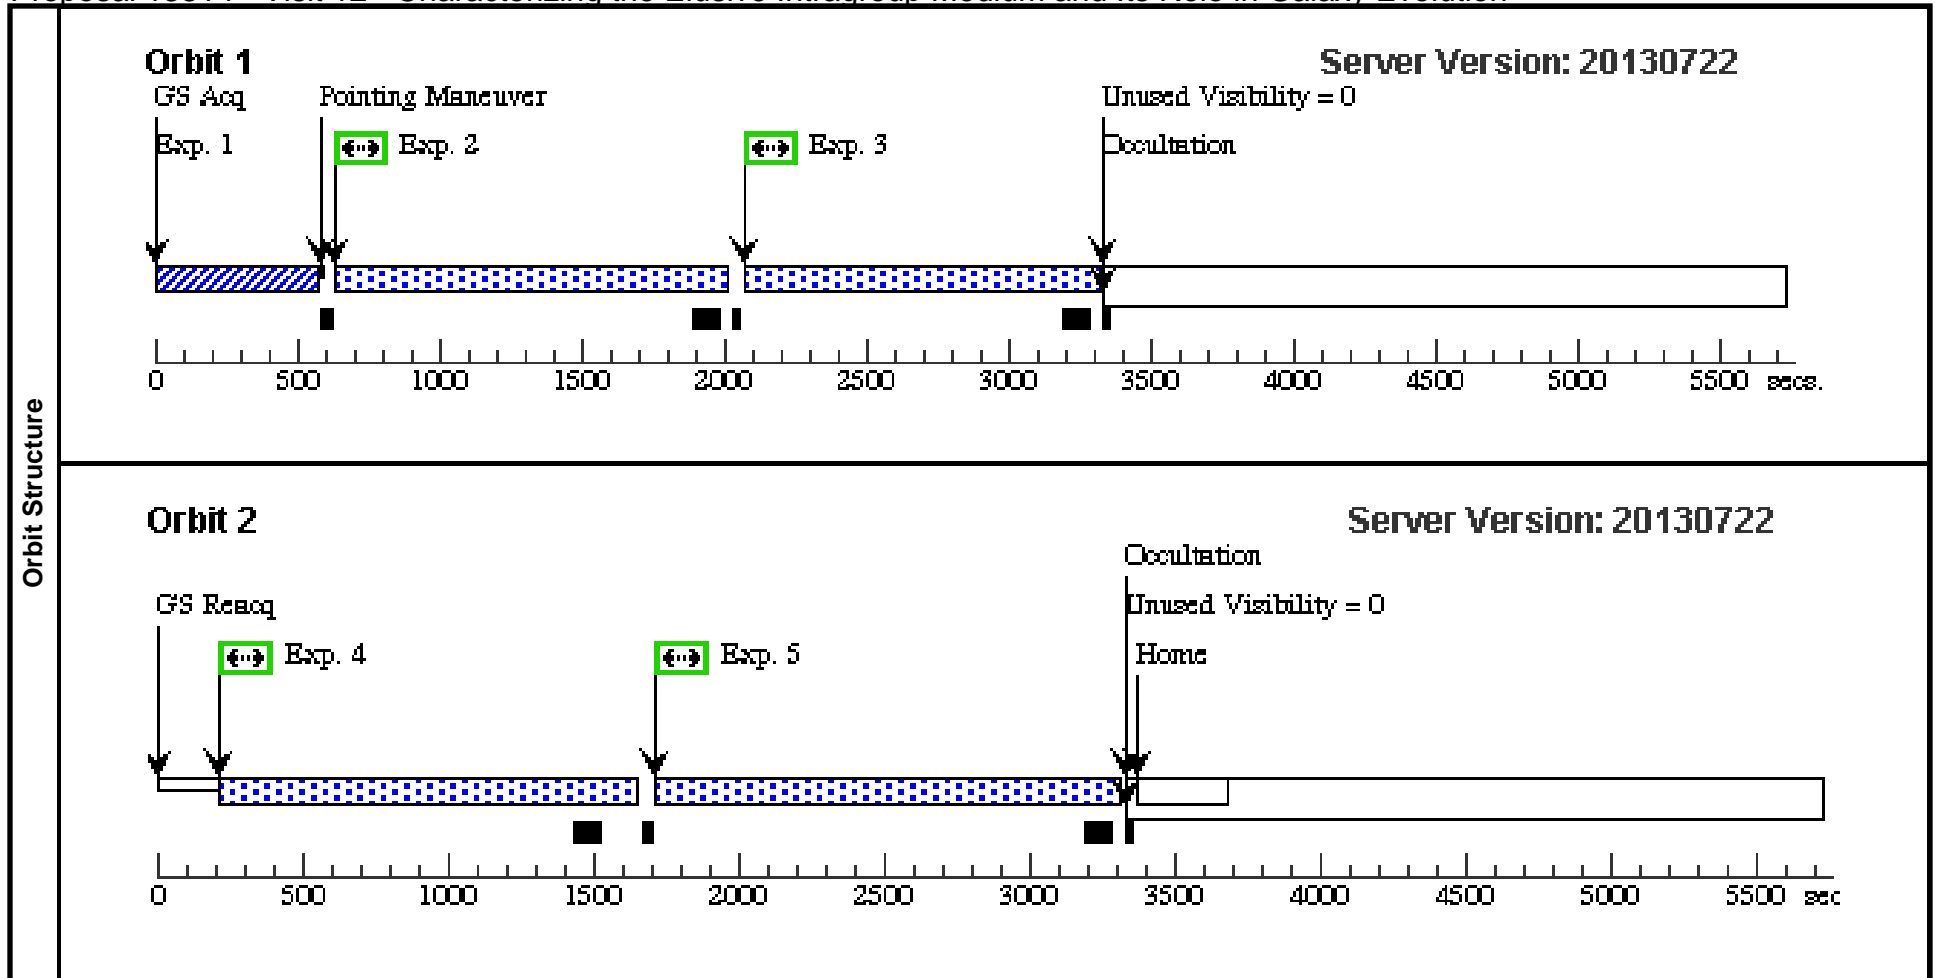 Orbit Structure
Orbit 1
Server Version: 20130722
GS Acq
Pointing Maneuver
Unused Visibility = 0
Exp. 1
Exp. 2
Exp. 3
Occultation
0 500 1000 1500 2000 2500 3000 3500 4000 4500 5000 5500 secs.
Orbit 2
Server Version: 20130722
Occultation
GS Reacq
Unused Visibility = 0
Exp. 4
Exp. 5
Home
0 500 1000 1500 2000 2500 3000 3500 4000 4500 5000 5500 sec